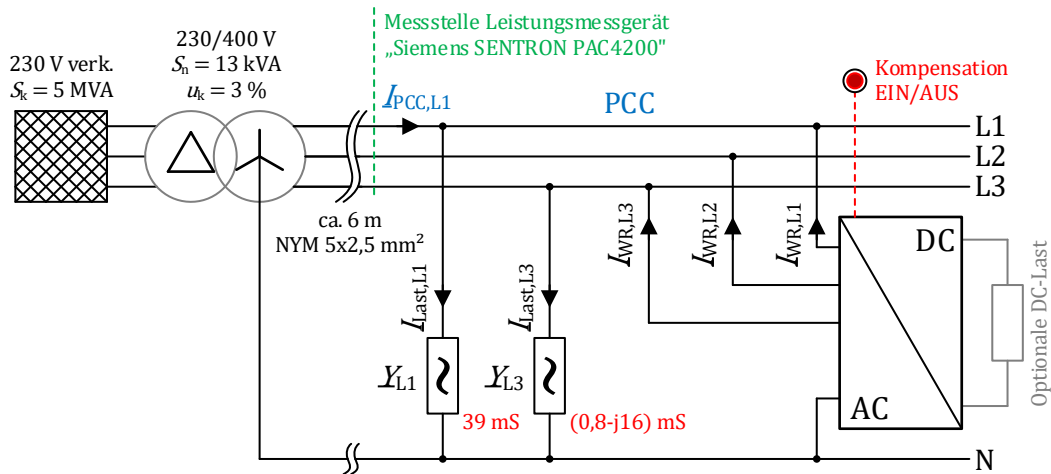 Messstelle Leistungsmessgerät
„Siemens SENTRON PAC4200"
230 V verk.
Sk = 5 MVA
230/400 V
Sn = 13 kVA
uk = 3 %
IPCC,L1
PCC
Kompensation
EIN/AUS
L1
L2
L3
ca. 6 m
NYM 5x2,5 mm²
ILast,L1
ILast,L3
IWR,L3
IWR,L2
IWR,L1
DC
AC
Optionale DC-Last
YL1
39 mS
YL3
(0,8-j16) mS
N